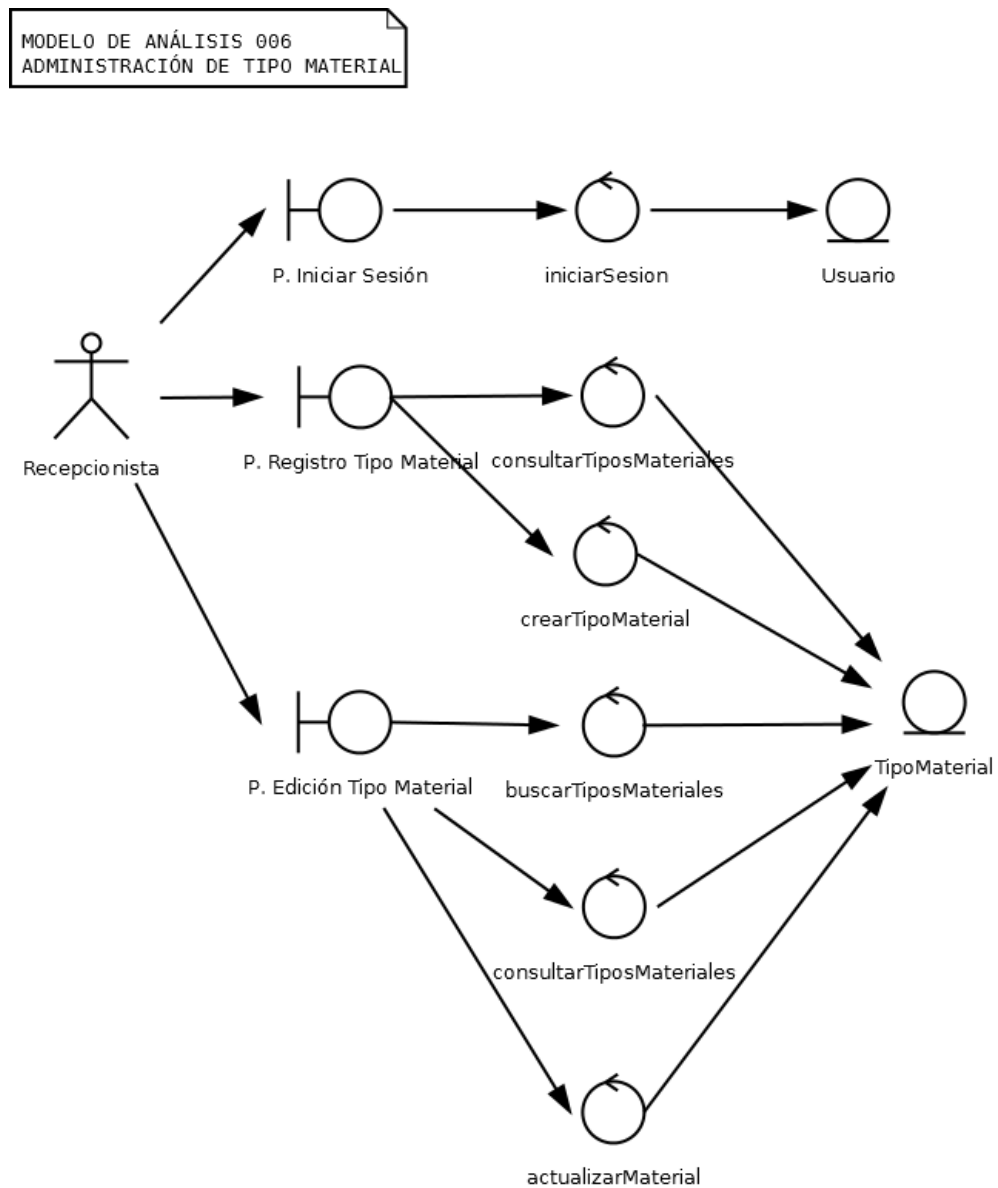 MODELO DE ANÁLISIS 006
ADMINISTRACIÓN DE TIPO MATERIAL
P. Iniciar Sesión
iniciarSesion
Usuario
Recepcionista
P. Registro Tipo Material
consultarTiposMateriales
crearTipoMaterial
TipoMaterial
P. Edición Tipo Material
buscarTiposMateriales
consultarTiposMateriales
actualizarMaterial